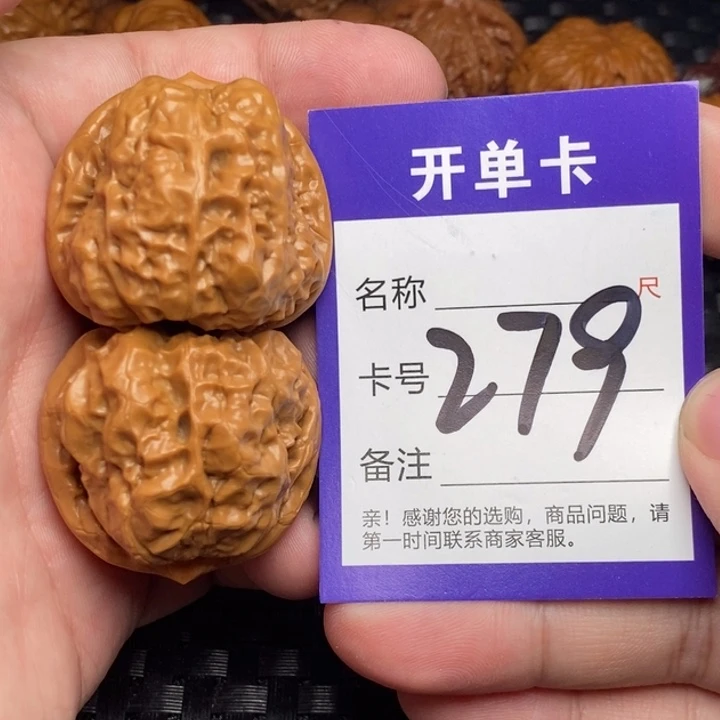 开单卡
名称 尺
卡号 279
备注
亲！感谢您的选购，商品问题，请
第一时间联系商家客服。